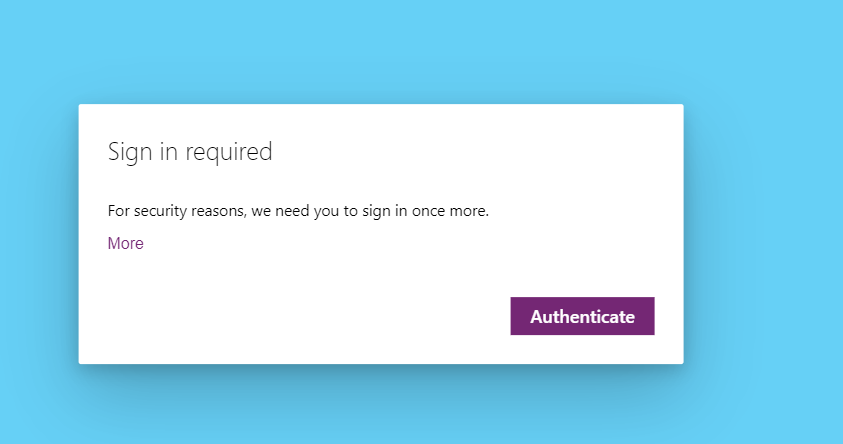 Sign in required
For security reasons, we need you to sign in once more.
More
Authenticate